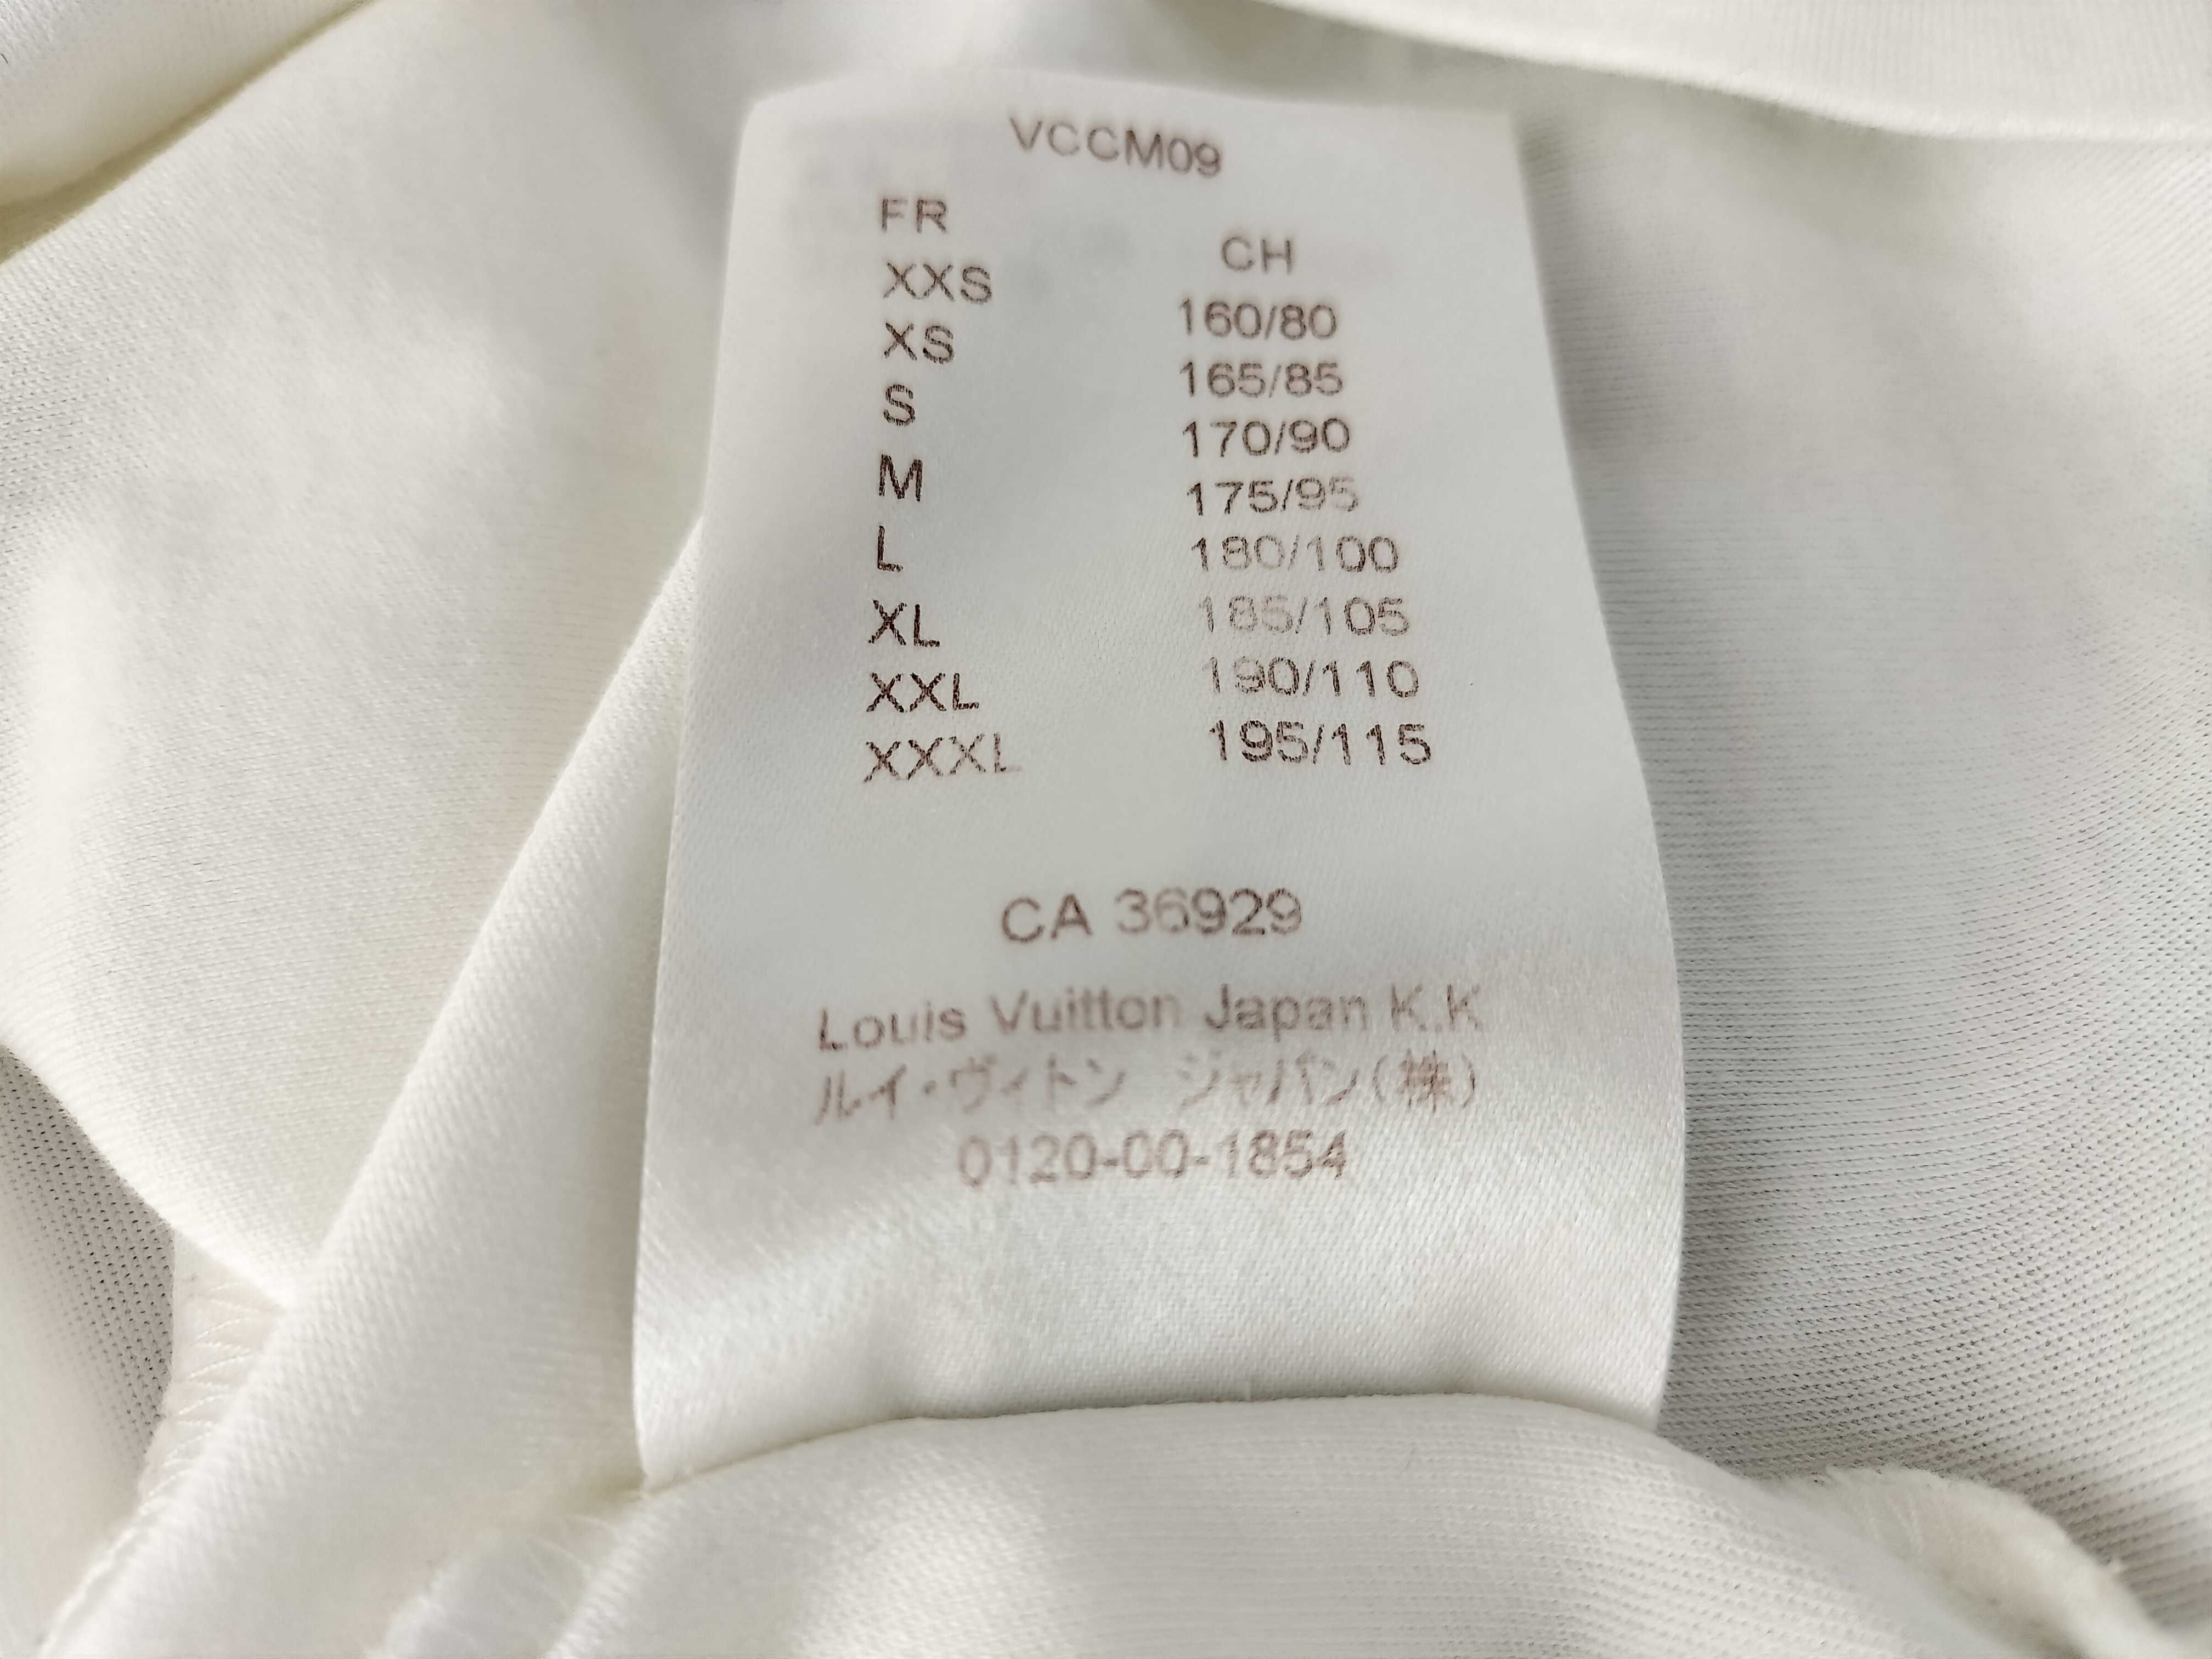 VCCM09
FR CH
XXS 160/80
XS 165/85
S 170/90
M 175/95
L 180/100
XL 185/105
XXL 190/110
XXXL 195/115
CA 36929
Louis Vuitton Japan K.K
ルイ・ヴィトン ジャパン(株)
0120-00-1854